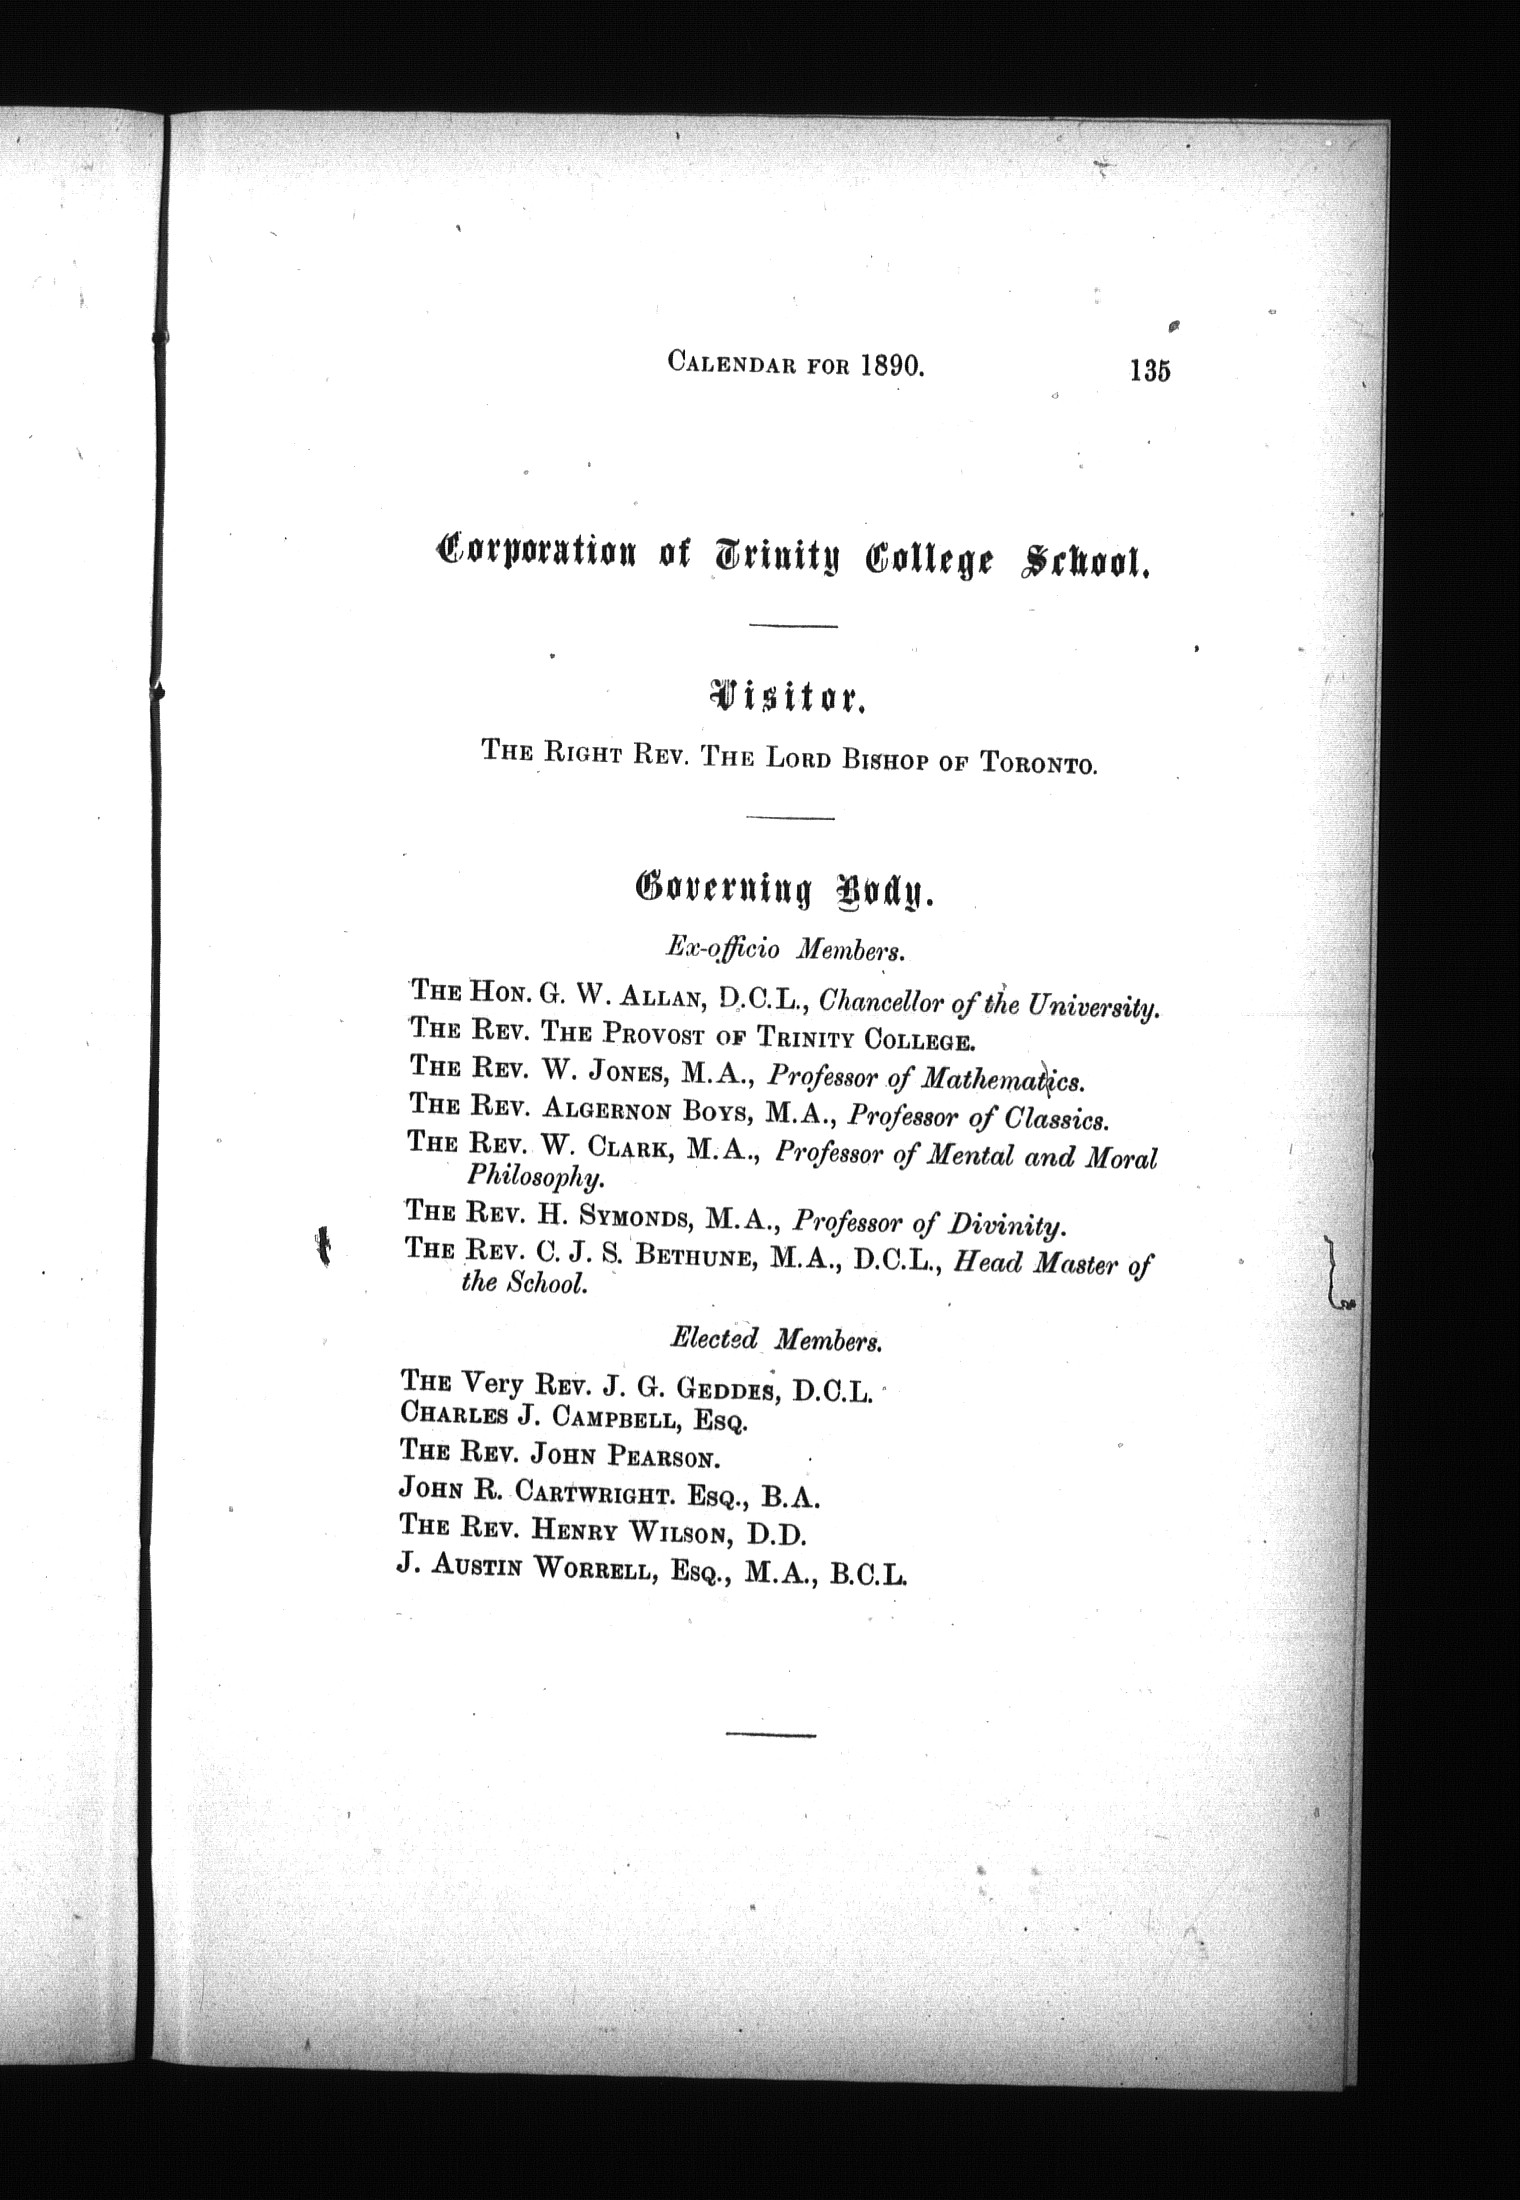 CALENDAR FOR 1890. 135
Corporation of Trinity College School.
Visitor.
THE RIGHT REV. THE LORD BISHOP OF TORONTO.
Governing Body.
Ex-officio Members.
THE HON. G. W. ALLAN, D.C.L., Chancellor of the University.
THE REV. THE PROVOST OF TRINITY COLLEGE.
THE REV. W. JONES, M.A., Professor of Mathematics.
THE REV. ALGERNON BOYS, M.A., Professor of Classics.
THE REV. W. CLARK, M.A., Professor of Mental and Moral
Philosophy.
THE REV. H. SYMONDS, M.A., Professor of Divinity.
THE REV. C. J. S. BETHUNE, M.A., D.C.L., Head Master of
the School.
Elected Members.
THE Very REV. J. G. GEDDES, D.C.L.
CHARLES J. CAMPBELL, ESQ.
THE REV. JOHN PEARSON.
JOHN R. CARTWRIGHT. ESQ., B.A.
THE REV. HENRY WILSON, D.D.
J. AUSTIN WORRELL, ESQ., M.A., B.C.L.